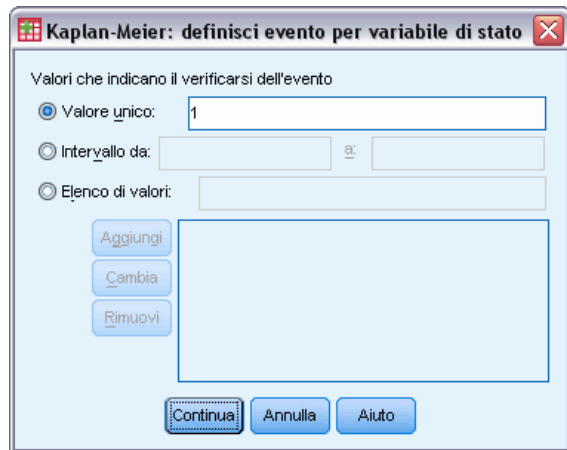 Kaplan-Meier: definisci evento per variabile di stato
Valori che indicano il verificarsi dell'evento
Valore unico: 1
Intervallo da: a:
Elenco di valori:
Aggiungi
Cambia
Rimuovi
Continua Annulla Aiuto